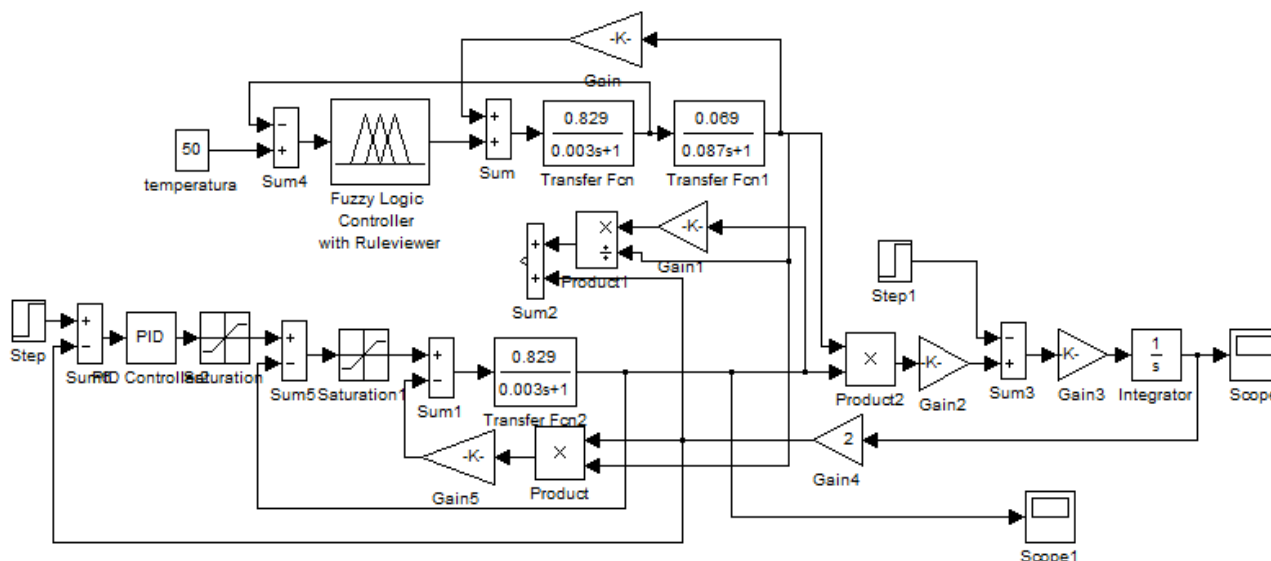 -K-
Gain
50
temperatura
−
+
Sum4
Fuzzy Logic
Controller
with Ruleviewer
+
+
Sum
0.829
0.003s+1
Transfer Fcn
0.069
0.087s+1
Transfer Fcn1
+
+
Sum2
×
÷
Product1
-K-
Gain1
Step1
Step
+
−
PID
Saturation
+
−
Sum5
Saturation1
+
−
Sum1
0.829
0.003s+1
Transfer Fcn2
×
Product2
-K-
Gain2
−
+
Sum3
-K-
Gain3
1
s
Integrator
Scope
-K-
Gain5
×
Product
2
Gain4
Scope1